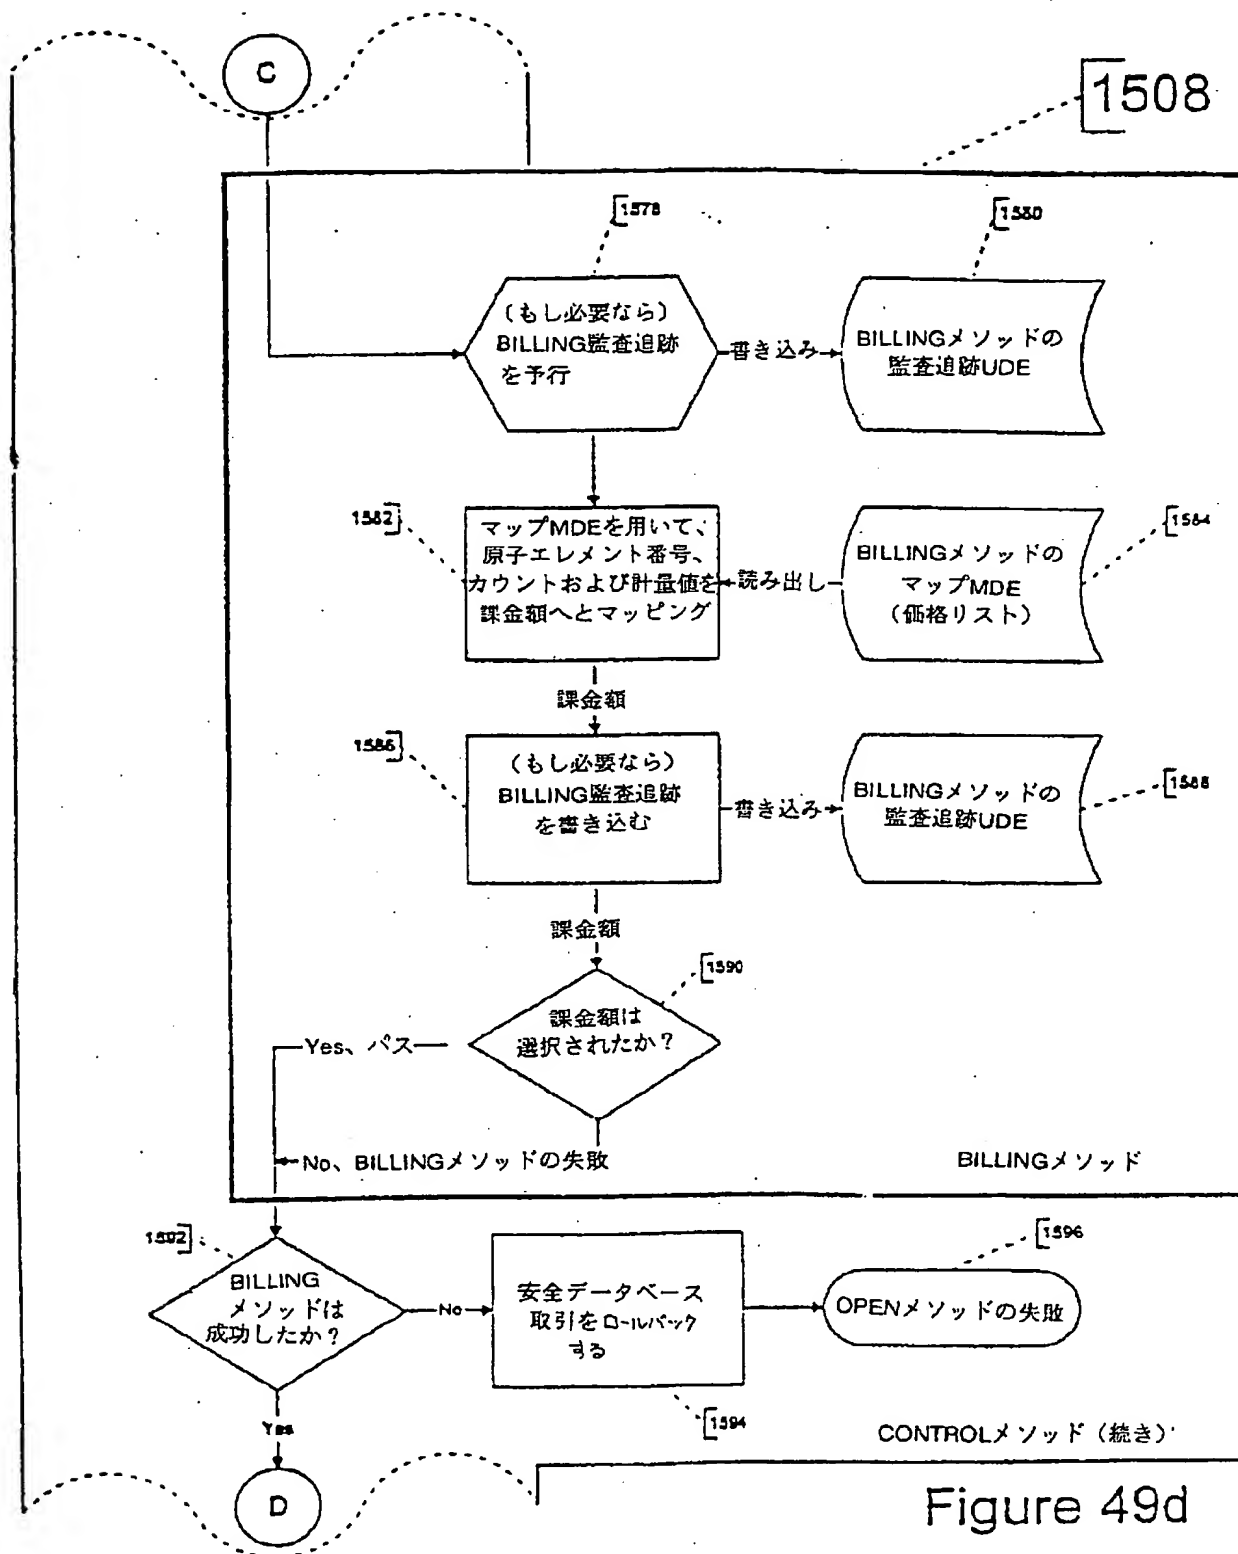 C
1508
1578
1580
(もし必要なら)
BILLING監査追跡
を予行
書き込み
BILLINGメソッドの
監査追跡UDE
1582
1584
マップMDEを用いて、
原子エレメント番号、
カウントおよび計量値を
課金額へとマッピング
読み出し
BILLINGメソッドの
マップMDE
(価格リスト)
課金額
1586
1588
(もし必要なら)
BILLING監査追跡
を書き込む
書き込み
BILLINGメソッドの
監査追跡UDE
課金額
1590
課金額は
選択されたか?
Yes、パス
No、BILLINGメソッドの失敗
BILLINGメソッド
1592
1596
BILLING
メソッドは
成功したか?
No
安全データベース
取引をロールバック
する
OPENメソッドの失敗
1594
Yes
CONTROLメソッド(続き)
D
Figure 49d